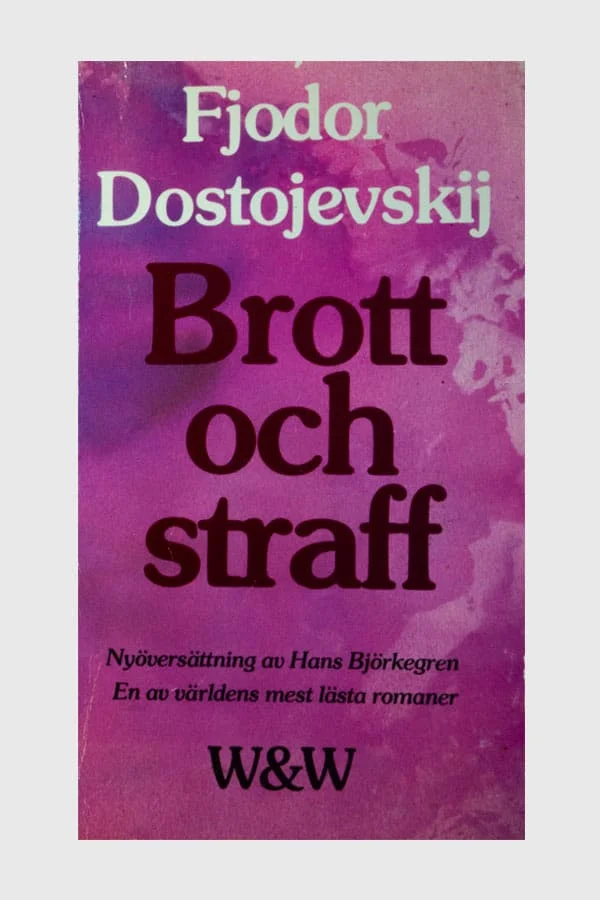 Fjodor
Dostojevskij
Brott
och
straff
Nyöversättning av Hans Björkegren
En av världens mest lästa romaner
W&W